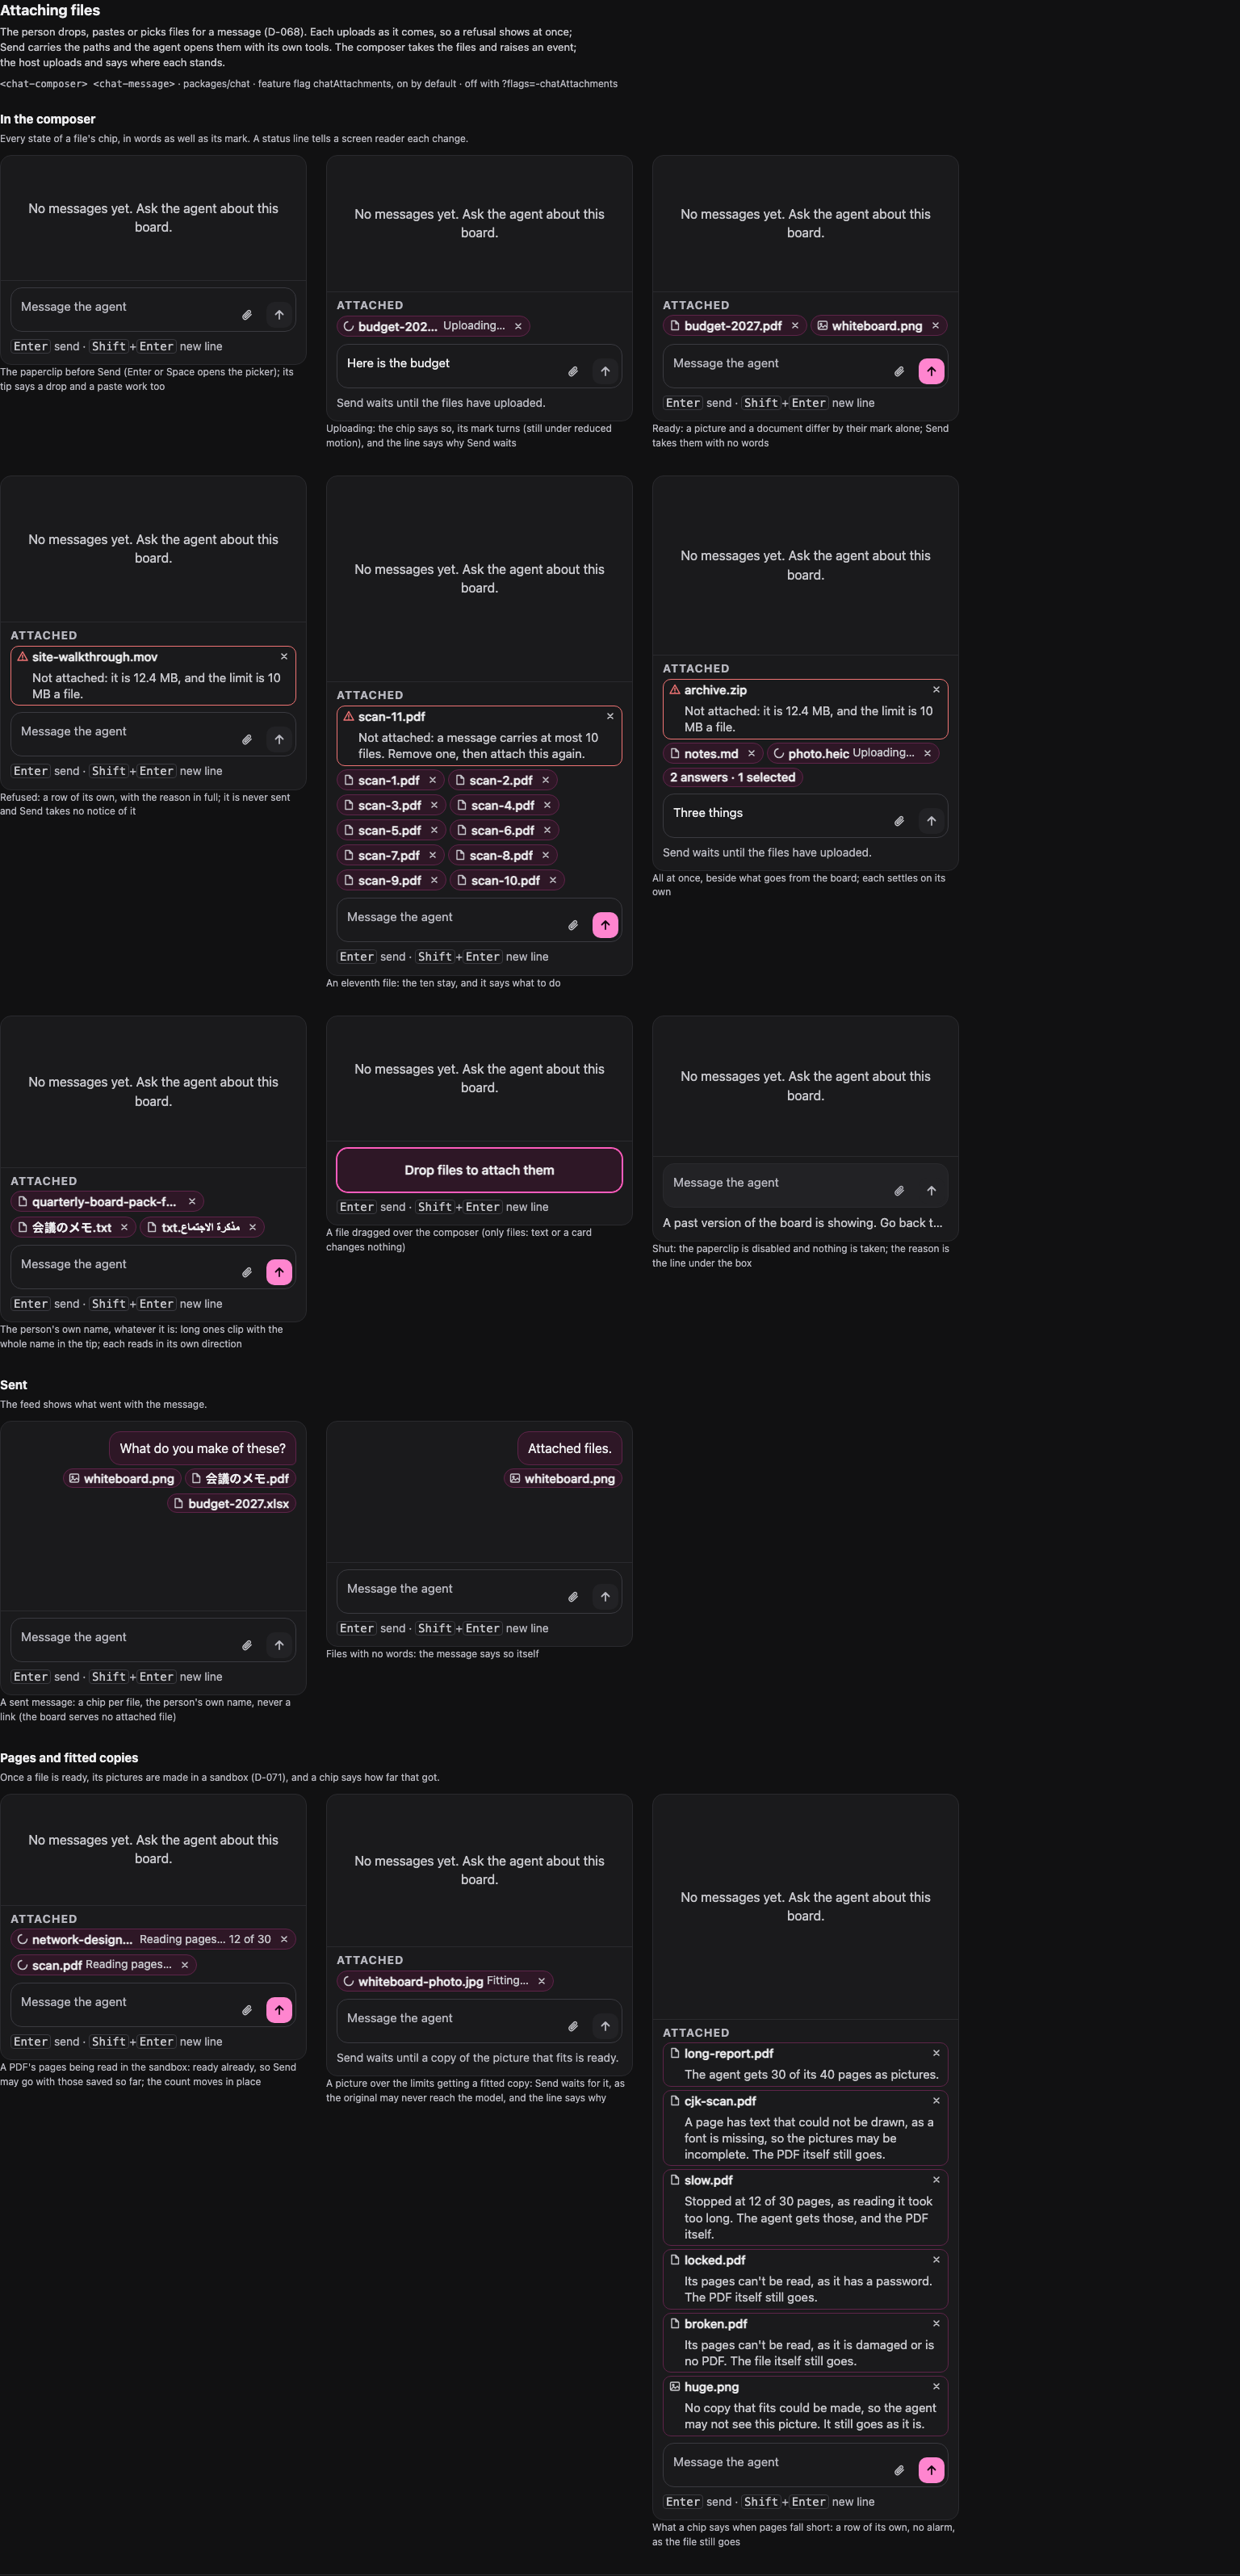 Attaching files
The person drops, pastes or picks files for a message (D-068). Each uploads as it comes, so a refusal shows at once;
Send carries the paths and the agent opens them with its own tools. The composer takes the files and raises an event;
the host uploads and says where each stands.
<chat-composer> <chat-message> · packages/chat · feature flag chatAttachments, on by default · off with ?flags=-chatAttachments
In the composer
Every state of a file's chip, in words as well as its mark. A status line tells a screen reader each change.
No messages yet. Ask the agent about this
board.
Message the agent
Enter send · Shift+Enter new line
The paperclip before Send (Enter or Space opens the picker); its
tip says a drop and a paste work too
No messages yet. Ask the agent about this
board.
ATTACHED
budget-202... Uploading...
Here is the budget
Send waits until the files have uploaded.
Uploading: the chip says so, its mark turns (still under reduced
motion), and the line says why Send waits
No messages yet. Ask the agent about this
board.
ATTACHED
budget-2027.pdf whiteboard.png
Message the agent
Enter send · Shift+Enter new line
Ready: a picture and a document differ by their mark alone; Send
takes them with no words
No messages yet. Ask the agent about this
board.
ATTACHED
site-walkthrough.mov
Not attached: it is 12.4 MB, and the limit is 10
MB a file.
Message the agent
Enter send · Shift+Enter new line
Refused: a row of its own, with the reason in full; it is never sent
and Send takes no notice of it
No messages yet. Ask the agent about this
board.
ATTACHED
scan-11.pdf
Not attached: a message carries at most 10
files. Remove one, then attach this again.
scan-1.pdf scan-2.pdf
scan-3.pdf scan-4.pdf
scan-5.pdf scan-6.pdf
scan-7.pdf scan-8.pdf
scan-9.pdf scan-10.pdf
Message the agent
Enter send · Shift+Enter new line
An eleventh file: the ten stay, and it says what to do
No messages yet. Ask the agent about this
board.
ATTACHED
archive.zip
Not attached: it is 12.4 MB, and the limit is 10
MB a file.
notes.md photo.heic Uploading...
2 answers · 1 selected
Three things
Send waits until the files have uploaded.
All at once, beside what goes from the board; each settles on its
own
No messages yet. Ask the agent about this
board.
ATTACHED
quarterly-board-pack-f...
会議のメモ.txt مذكرة الاجتماع.txt
Message the agent
Enter send · Shift+Enter new line
The person's own name, whatever it is: long ones clip with the
whole name in the tip; each reads in its own direction
No messages yet. Ask the agent about this
board.
Drop files to attach them
Enter send · Shift+Enter new line
A file dragged over the composer (only files: text or a card
changes nothing)
No messages yet. Ask the agent about this
board.
Message the agent
A past version of the board is showing. Go back t...
Shut: the paperclip is disabled and nothing is taken; the reason is
the line under the box
Sent
The feed shows what went with the message.
What do you make of these?
whiteboard.png 会議のメモ.pdf
budget-2027.xlsx
Message the agent
Enter send · Shift+Enter new line
A sent message: a chip per file, the person's own name, never a
link (the board serves no attached file)
Attached files.
whiteboard.png
Message the agent
Enter send · Shift+Enter new line
Files with no words: the message says so itself
Pages and fitted copies
Once a file is ready, its pictures are made in a sandbox (D-071), and a chip says how far that got.
No messages yet. Ask the agent about this
board.
ATTACHED
network-design... Reading pages... 12 of 30
scan.pdf Reading pages...
Message the agent
Enter send · Shift+Enter new line
A PDF's pages being read in the sandbox: ready already, so Send
may go with those saved so far; the count moves in place
No messages yet. Ask the agent about this
board.
ATTACHED
whiteboard-photo.jpg Fitting...
Message the agent
Send waits until a copy of the picture that fits is ready.
A picture over the limits getting a fitted copy: Send waits for it, as
the original may never reach the model, and the line says why
No messages yet. Ask the agent about this
board.
ATTACHED
long-report.pdf
The agent gets 30 of its 40 pages as pictures.
cjk-scan.pdf
A page has text that could not be drawn, as a
font is missing, so the pictures may be
incomplete. The PDF itself still goes.
slow.pdf
Stopped at 12 of 30 pages, as reading it took
too long. The agent gets those, and the PDF
itself.
locked.pdf
Its pages can't be read, as it has a password.
The PDF itself still goes.
broken.pdf
Its pages can't be read, as it is damaged or is
no PDF. The file itself still goes.
huge.png
No copy that fits could be made, so the agent
may not see this picture. It still goes as it is.
Message the agent
Enter send · Shift+Enter new line
What a chip says when pages fall short: a row of its own, no alarm,
as the file still goes